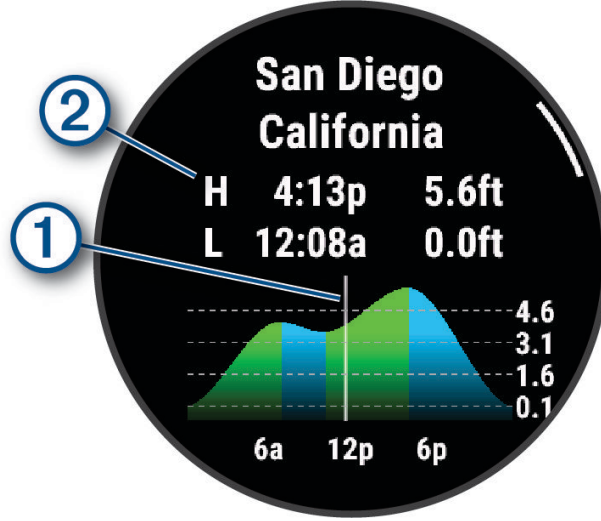 San Diego
California
2
H 4:13p 5.6ft
1
L 12:08a 0.0ft
4.6
3.1
1.6
0.1
6a 12p 6p